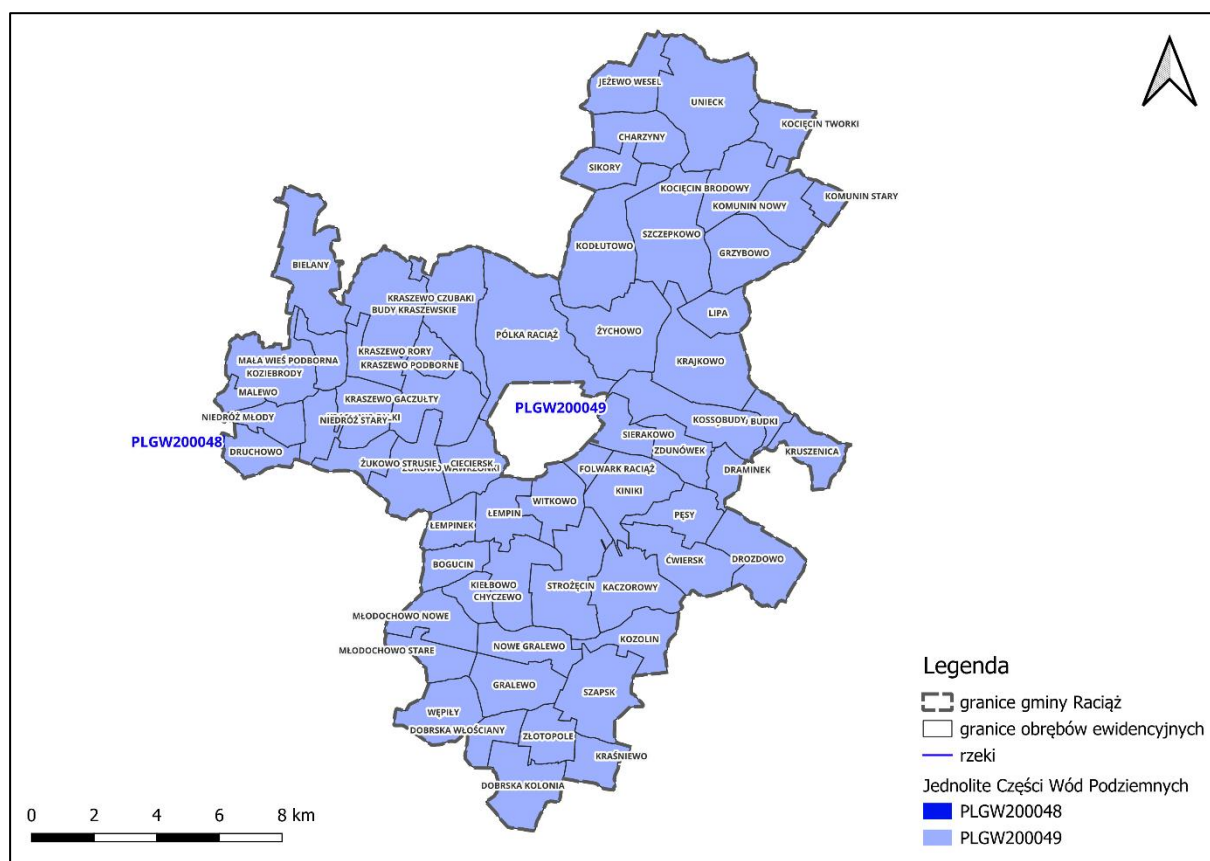 JEŻEWO WESEL
UNIECK
KOCIĘCIN TWORKI
CHARZYNY
SIKORY
KOCIĘCIN BRODOWY
KOMUNIN STARY
KOMUNIN NOWY
SZCZEPKOWO
KODŁUTOWO
GRZYBOWO
BIELANY
KRASZEWO CZUBAKI
BUDY KRASZEWSKIE
LIPA
PÓLKA RACIĄŻ
ŻYCHOWO
KRASZEWO RORY
MAŁA WIEŚ PODBORNA
KRASZEWO PODBORNE
KRAJKOWO
KOZIEBRODY
MALEWO
KRASZEWO GACZUŁTY
PLGW200049
NIEDRÓŻ MŁODY
NIEDRÓŻ STARY
KOSSOBUDY
BUDKI
PLGW200048
SIERAKOWO
DRUCHOWO
ZDUNÓWEK
KRUSZENICA
ŻUKOWO STRUSIE
CIECIERSK
FOLWARK RACIĄŻ
DRAMINEK
KINIKI
WITKOWO
ŁEMPIN
PĘSY
ŁEMPINEK
BOGUCIN
ĆWIERSK
DROZDOWO
KIEŁBOWO
STROŻĘCIN
KACZOROWY
CHYCZEWO
MŁODOCHOWO NOWE
KOZOLIN
NOWE GRALEWO
MŁODOCHOWO STARE
GRALEWO
SZAPSK
WĘPIŁY
DOBRSKA WŁOŚCIANY
ZŁOTOPOLE
KRAŚNIEWO
DOBRSKA KOLONIA
0 2 4 6 8 km
Legenda
granice gminy Raciąż
granice obrębów ewidencyjnych
rzeki
Jednolite Części Wód Podziemnych
PLGW200048
PLGW200049